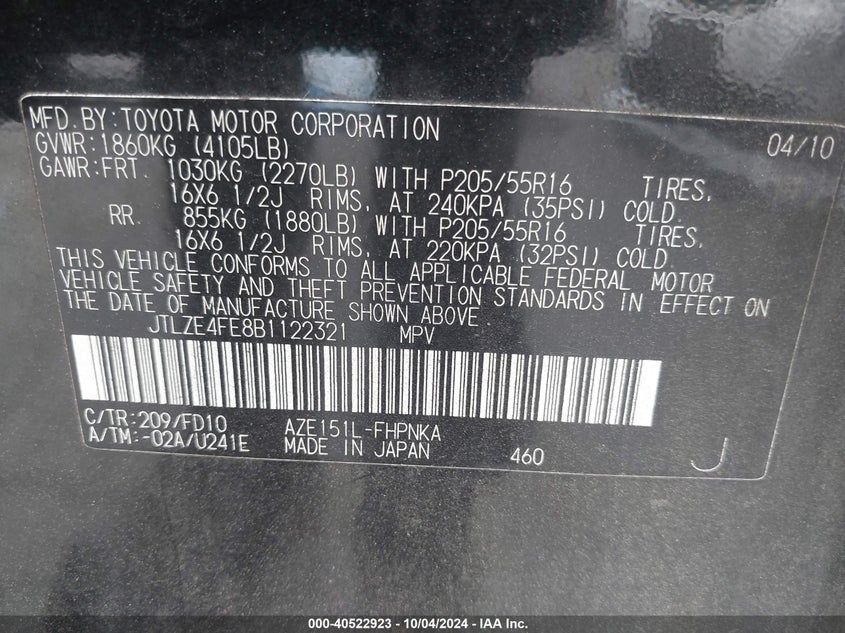 MFD.BY:TOYOTA MOTOR CORPORATION 04/10
GVWR:1860KG (4105LB)
GAWR:FRT. 1030KG (2270LB) WITH P205/55R16 TIRES,
16X6 1/2J RIMS, AT 240KPA (35PSI) COLD.
RR. 855KG (1880LB) WITH P205/55R16 TIRES,
16X6 1/2J RIMS, AT 220KPA (32PSI) COLD.
THIS VEHICLE CONFORMS TO ALL APPLICABLE FEDERAL MOTOR
VEHICLE SAFETY AND THEFT PREVENTION STANDARDS IN EFFECT ON
THE DATE OF MANUFACTURE SHOWN ABOVE.
JTLZE4FE8B1122321 MPV
C/TR:209/FD10 AZE151L-FHPNKA
A/TM:-02A/U241E MADE IN JAPAN 460 J
000-40522923 - 10/04/2024 - IAA Inc.